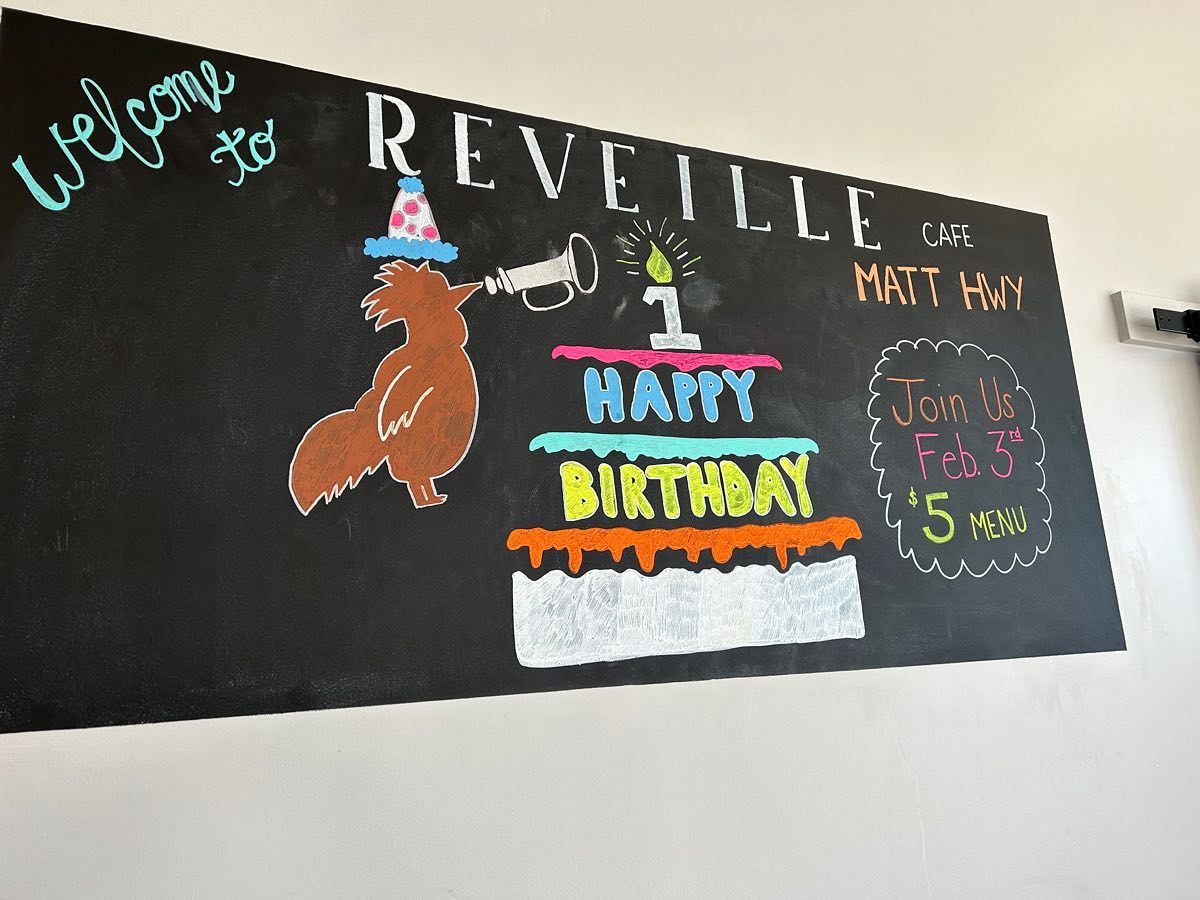 Welcome
to
REVEILLE
CAFE
MATT HWY
1
HAPPY
BIRTHDAY
Join Us
Feb. 3rd
$5 MENU